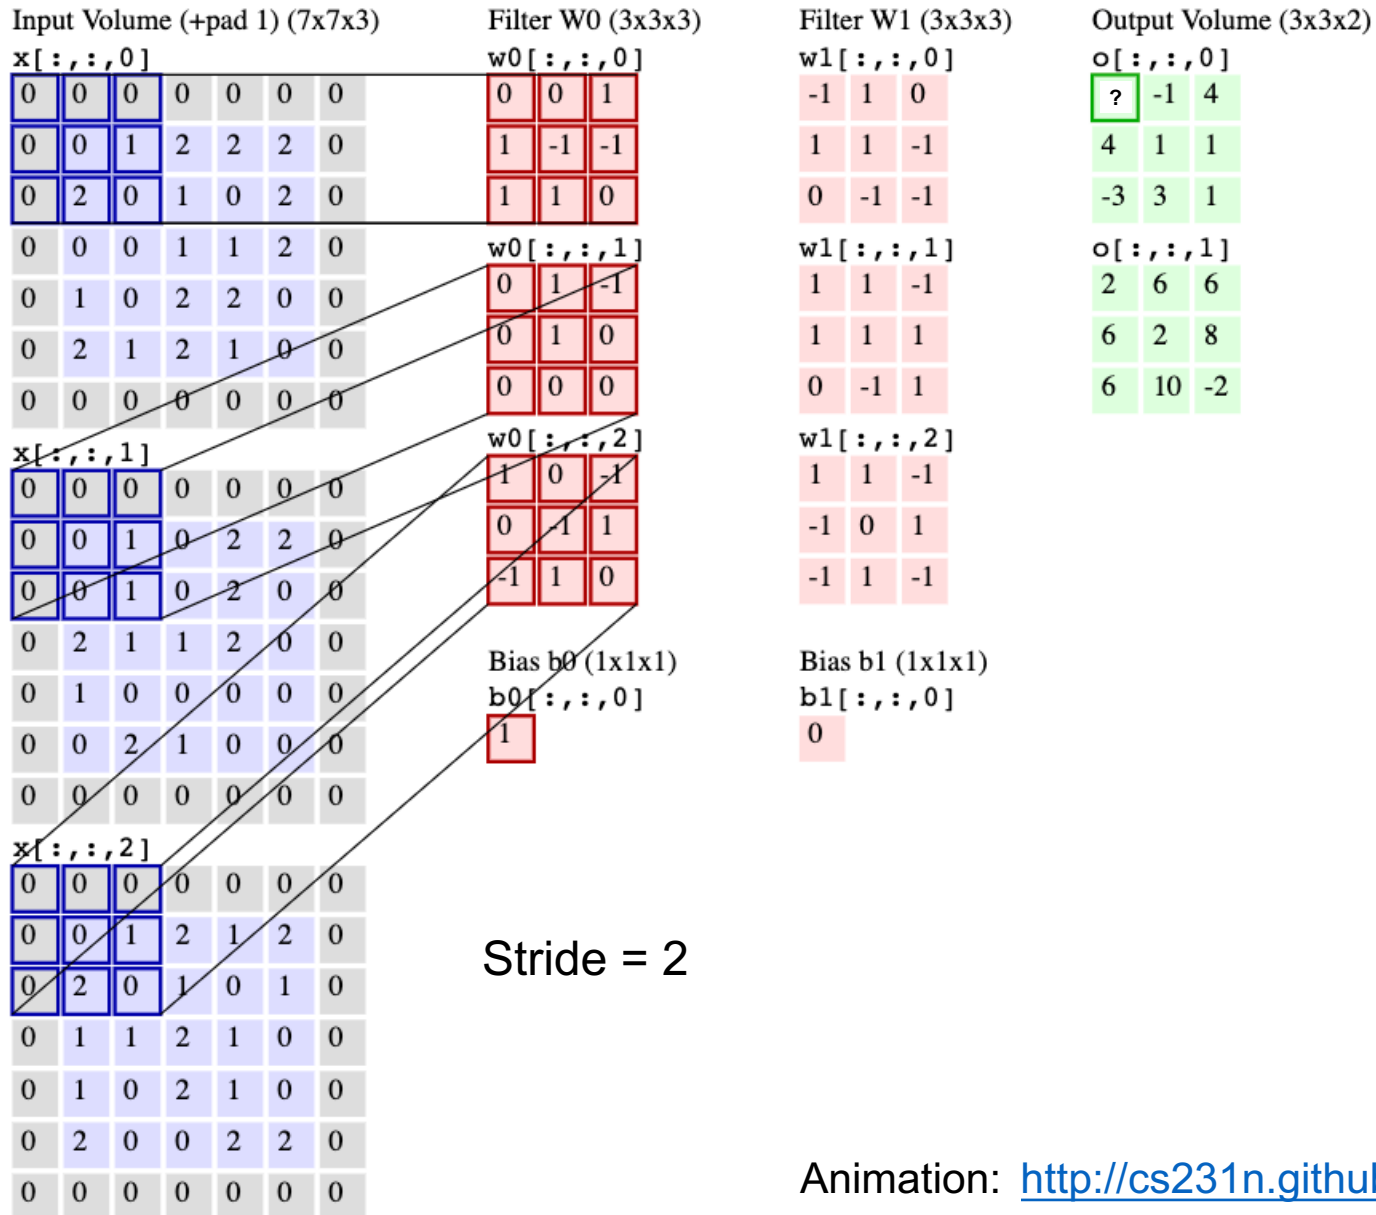 Input Volume (+pad 1) (7x7x3) Filter W0 (3x3x3) Filter W1 (3x3x3) Output Volume (3x3x2)
x[:,:,0] w0[:,:,0] w1[:,:,0] o[:,:,0]
0 0 0 0 0 0 0 0 0 1 -1 1 0 ? -1 4
0 0 1 2 2 2 0 1 -1 -1 1 1 -1 4 1 1
0 2 0 1 0 2 0 1 1 0 0 -1 -1 -3 3 1
0 0 0 1 1 2 0 w0[:,:,1] w1[:,:,1] o[:,:,1]
0 1 0 2 2 0 0 0 1 -1 1 1 -1 2 6 6
0 2 1 2 1 0 0 0 1 0 1 1 1 6 2 8
0 0 0 0 0 0 0 0 0 0 0 -1 1 6 10 -2
x[:,:,1] w0[:,:,2] w1[:,:,2]
0 0 0 0 0 0 0 1 0 -1 1 1 -1
0 0 1 0 2 2 0 0 -1 1 -1 0 1
0 0 1 0 2 0 0 -1 1 0 -1 1 -1
0 2 1 1 2 0 0 Bias b0 (1x1x1) Bias b1 (1x1x1)
0 1 0 0 0 0 0 b0[:,:,0] b1[:,:,0]
0 0 2 1 0 0 0 1 0
0 0 0 0 0 0 0
x[:,:,2]
0 0 0 0 0 0 0
0 0 1 2 1 2 0 Stride = 2
0 2 0 1 0 1 0
0 1 1 2 1 0 0
0 1 0 2 1 0 0
0 2 0 0 2 2 0 Animation: http://cs231n.githu
0 0 0 0 0 0 0